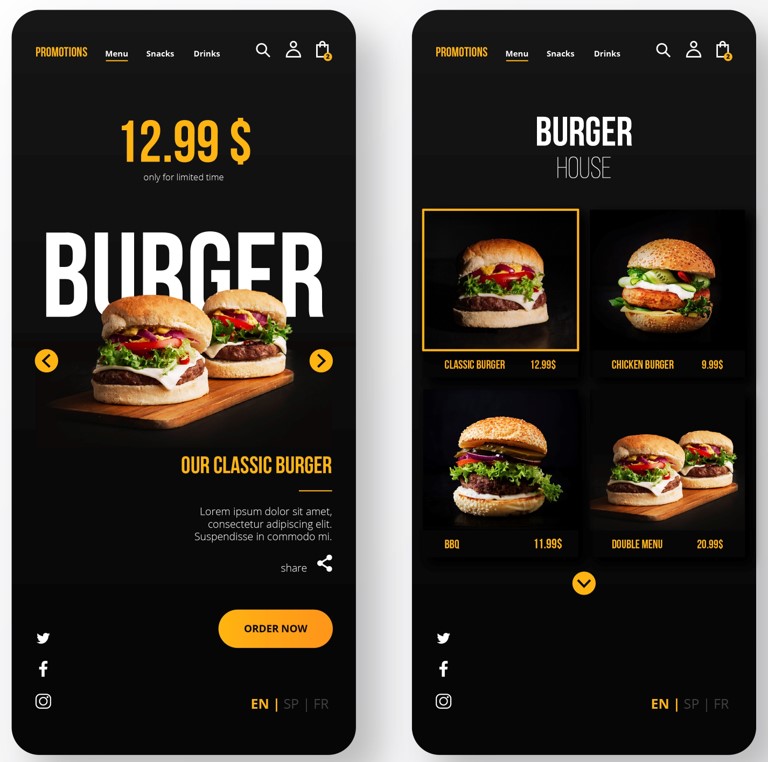 PROMOTIONS Menu Snacks Drinks 2
12.99 $
only for limited time
BURGER
OUR CLASSIC BURGER
Lorem ipsum dolor sit amet,
consectetur adipiscing elit.
Suspendisse in commodo mi.
share
ORDER NOW
EN | SP | FR
PROMOTIONS Menu Snacks Drinks 2
BURGER
HOUSE
CLASSIC BURGER 12.99$
CHICKEN BURGER 9.99$
BBQ 11.99$
DOUBLE MENU 20.99$
EN | SP | FR